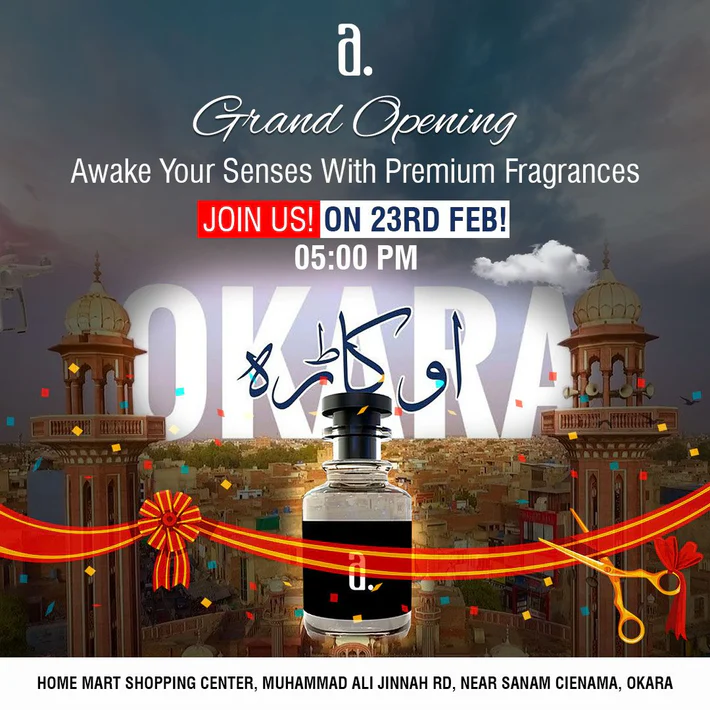 a.
Grand Opening
Awake Your Senses With Premium Fragrances
JOIN US! ON 23RD FEB!
05:00 PM
OKARA
اوکاڑہ
a.
HOME MART SHOPPING CENTER, MUHAMMAD ALI JINNAH RD, NEAR SANAM CIENAMA, OKARA